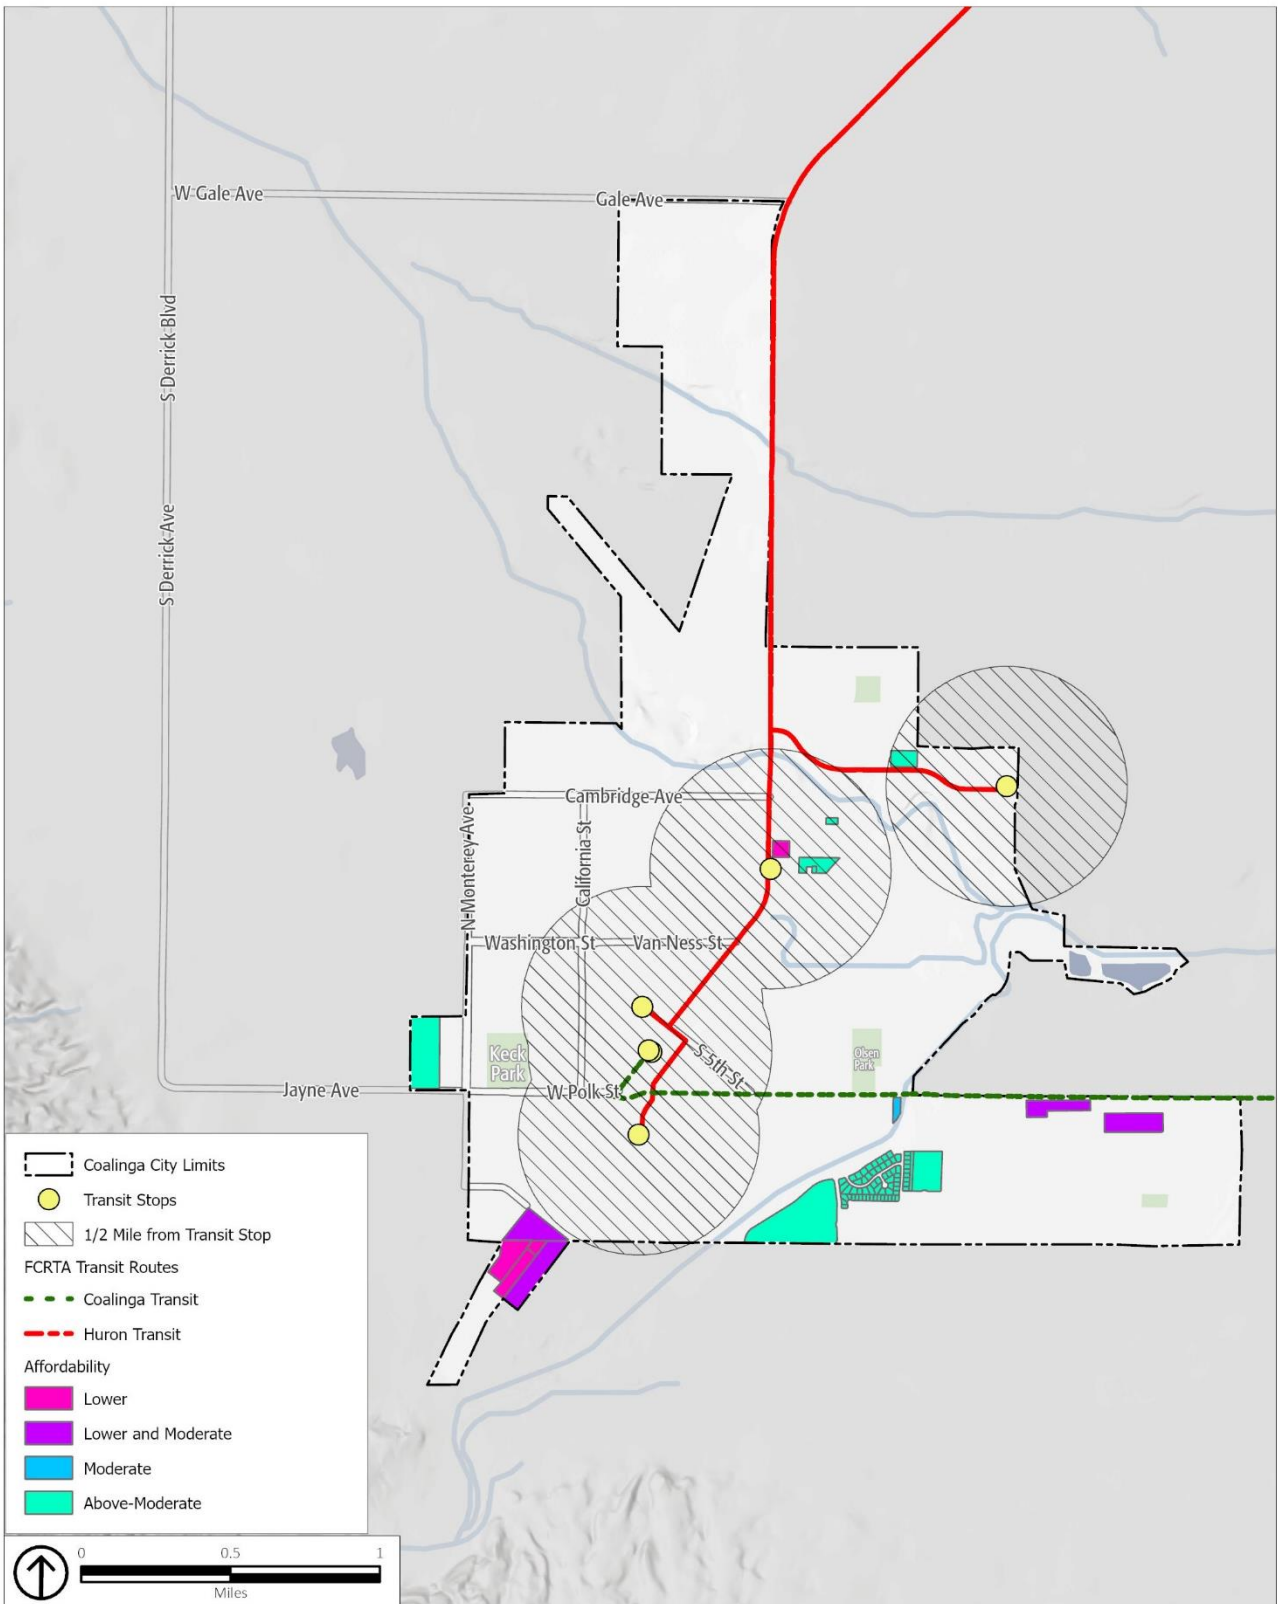 W Gale Ave
Gale Ave
S Derrick Blvd
S Derrick Ave
Cambridge Ave
N Monterey Ave
California St
Washington St
Van Ness St
Keck
Park
S 5th St
Olsen
Park
Jayne Ave
W Polk St
Coalinga City Limits
Transit Stops
1/2 Mile from Transit Stop
FCRTA Transit Routes
Coalinga Transit
Huron Transit
Affordability
Lower
Lower and Moderate
Moderate
Above-Moderate
0 0.5 1
Miles